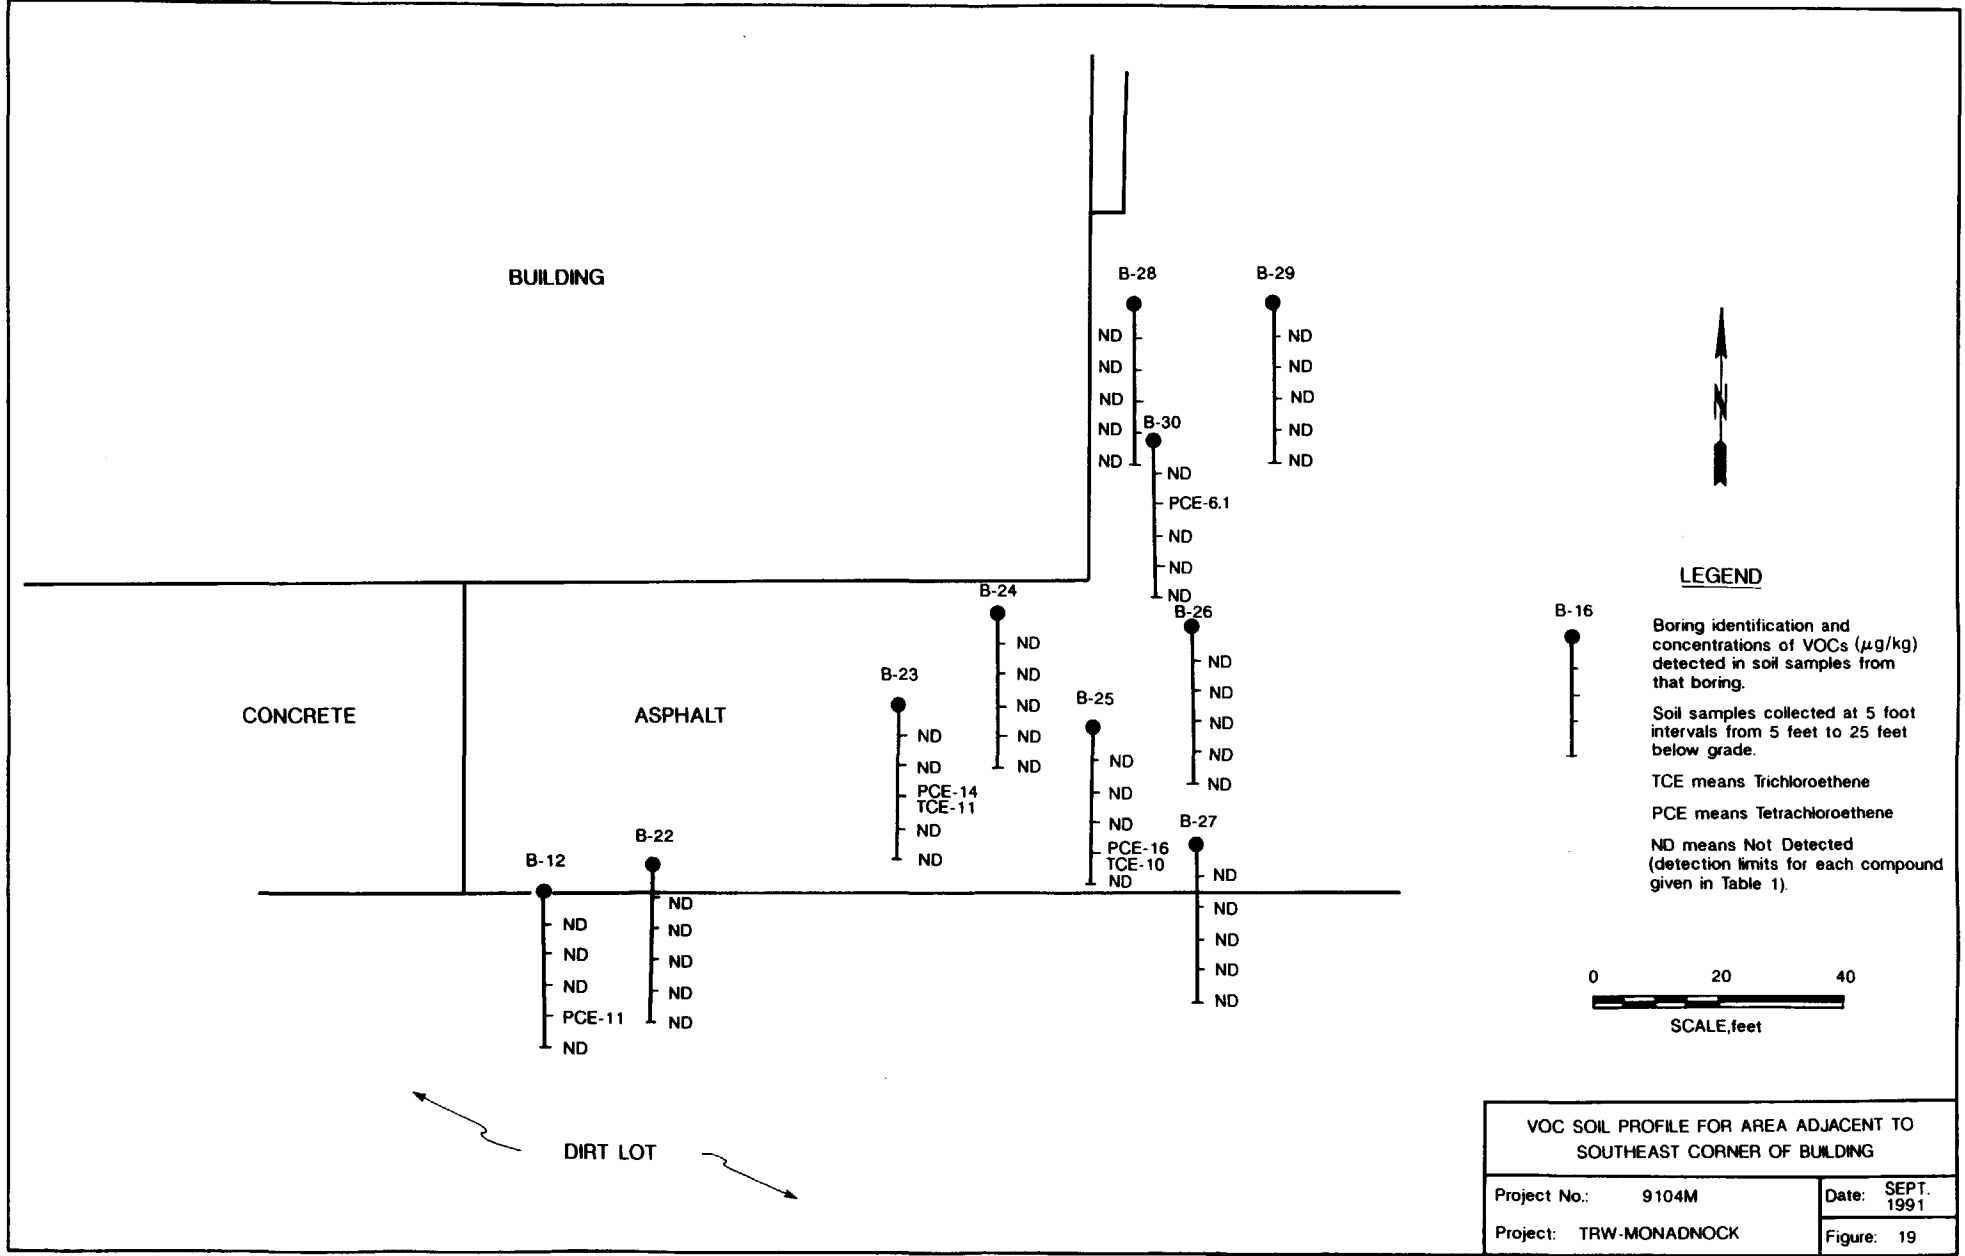 BUILDING
B-28
ND
ND
ND
ND
ND
B-29
ND
ND
ND
ND
ND
B-30
ND
PCE-6.1
ND
ND
ND
N
CONCRETE
ASPHALT
B-24
ND
ND
ND
ND
ND
B-26
ND
ND
ND
ND
ND
B-23
ND
ND
PCE-14
TCE-11
ND
ND
B-25
ND
ND
ND
PCE-16
TCE-10
ND
B-27
ND
ND
ND
ND
ND
B-22
ND
ND
ND
ND
ND
B-12
ND
ND
ND
PCE-11
ND
DIRT LOT
LEGEND
B-16
Boring identification and
concentrations of VOCs (μg/kg)
detected in soil samples from
that boring.
Soil samples collected at 5 foot
intervals from 5 feet to 25 feet
below grade.
TCE means Trichloroethene
PCE means Tetrachloroethene
ND means Not Detected
(detection limits for each compound
given in Table 1).
0 20 40
SCALE,feet
VOC SOIL PROFILE FOR AREA ADJACENT TO
SOUTHEAST CORNER OF BUILDING
Project No.: 9104M
Date: SEPT.
1991
Project: TRW-MONADNOCK
Figure: 19